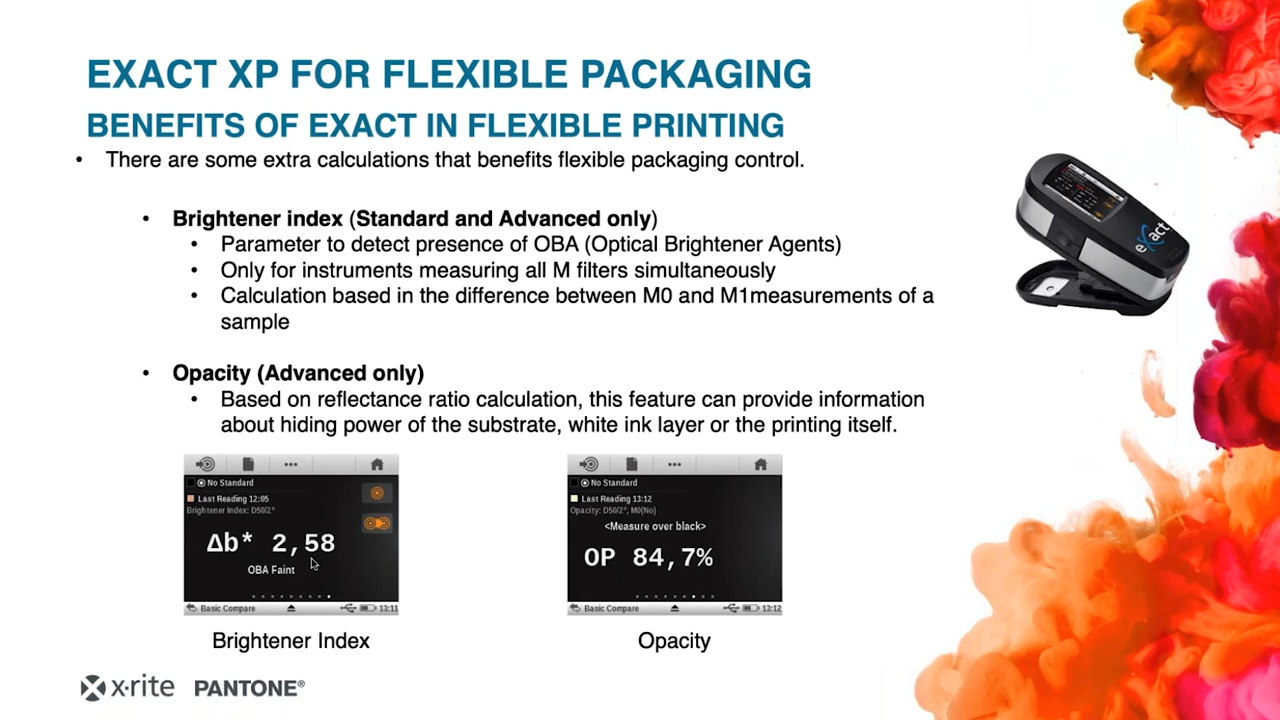 EXACT XP FOR FLEXIBLE PACKAGING
BENEFITS OF EXACT IN FLEXIBLE PRINTING
• There are some extra calculations that benefits flexible packaging control.
• Brightener index (Standard and Advanced only)
• Parameter to detect presence of OBA (Optical Brightener Agents)
• Only for instruments measuring all M filters simultaneously
• Calculation based in the difference between M0 and M1measurements of a
sample
• Opacity (Advanced only)
• Based on reflectance ratio calculation, this feature can provide information
about hiding power of the substrate, white ink layer or the printing itself.
eXact
No Standard
Last Reading 12:05
Brightener Index: D50/2°
Δb* 2,58
OBA Faint
Basic Compare
13:11
Brightener Index
No Standard
Last Reading 13:12
Opacity: D50/2°, M0(No)
<Measure over black>
OP 84,7%
Basic Compare
13:12
Opacity
x·rite PANTONE®